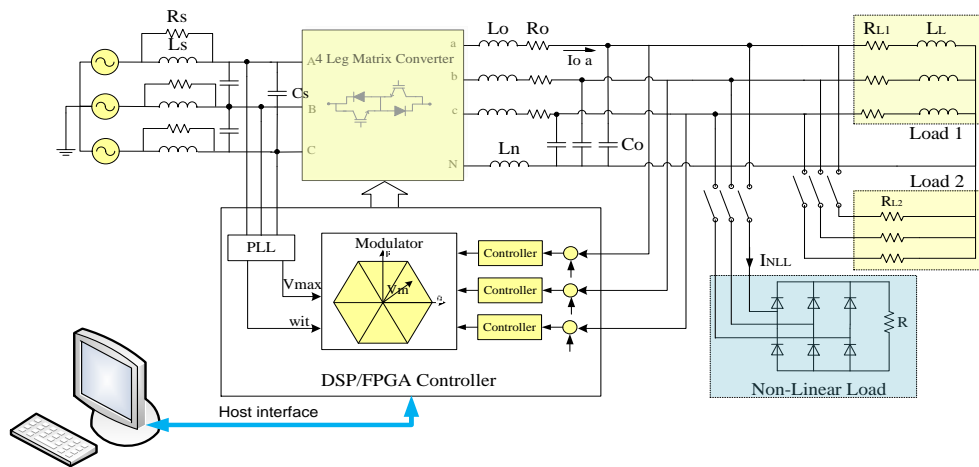 Rs
Ls
Cs
4 Leg Matrix Converter
A
B
C
a
b
c
N
Lo
Ro
Io a
Ln
Co
RL1
LL
Load 1
Load 2
RL2
INLL
R
Non-Linear Load
PLL
Vmax
wit
Modulator
Vm
Controller
Controller
Controller
DSP/FPGA Controller
Host interface